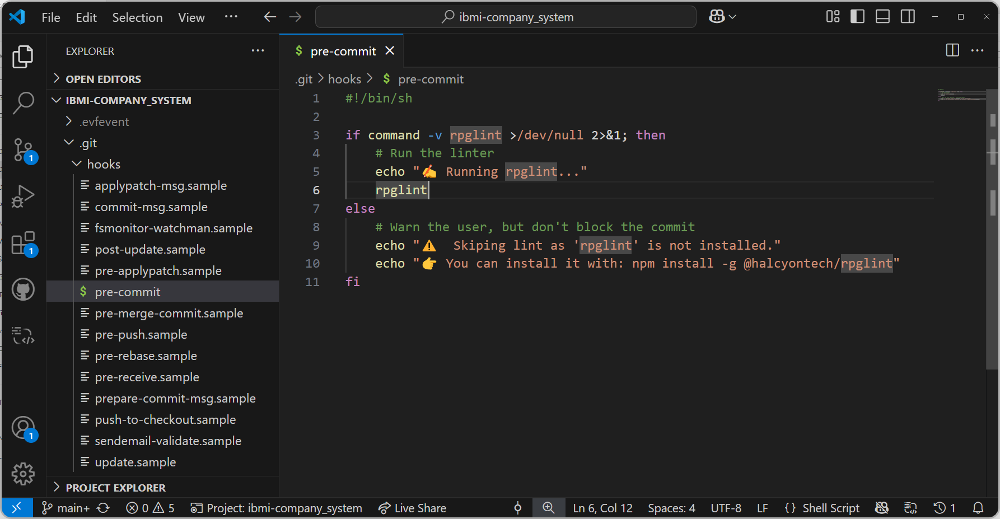 File Edit Selection View ···
ibmi-company_system
EXPLORER ···
OPEN EDITORS
IBMI-COMPANY_SYSTEM
.evfevent
.git
hooks
applypatch-msg.sample
commit-msg.sample
fsmonitor-watchman.sample
post-update.sample
pre-applypatch.sample
$ pre-commit
pre-merge-commit.sample
pre-push.sample
pre-rebase.sample
pre-receive.sample
prepare-commit-msg.sample
push-to-checkout.sample
sendemail-validate.sample
update.sample
PROJECT EXPLORER
1
1
1
$ pre-commit
.git > hooks > $ pre-commit
1 #!/bin/sh
2
3 if command -v rpglint >/dev/null 2>&1; then
4 # Run the linter
5 echo "✍️ Running rpglint..."
6 rpglint
7 else
8 # Warn the user, but don't block the commit
9 echo "⚠️  Skiping lint as 'rpglint' is not installed."
10 echo "👉 You can install it with: npm install -g @halcyontech/rpglint"
11 fi
main+ 0 5 Project: ibmi-company_system Live Share Ln 6, Col 12 Spaces: 4 UTF-8 LF {} Shell Script 1